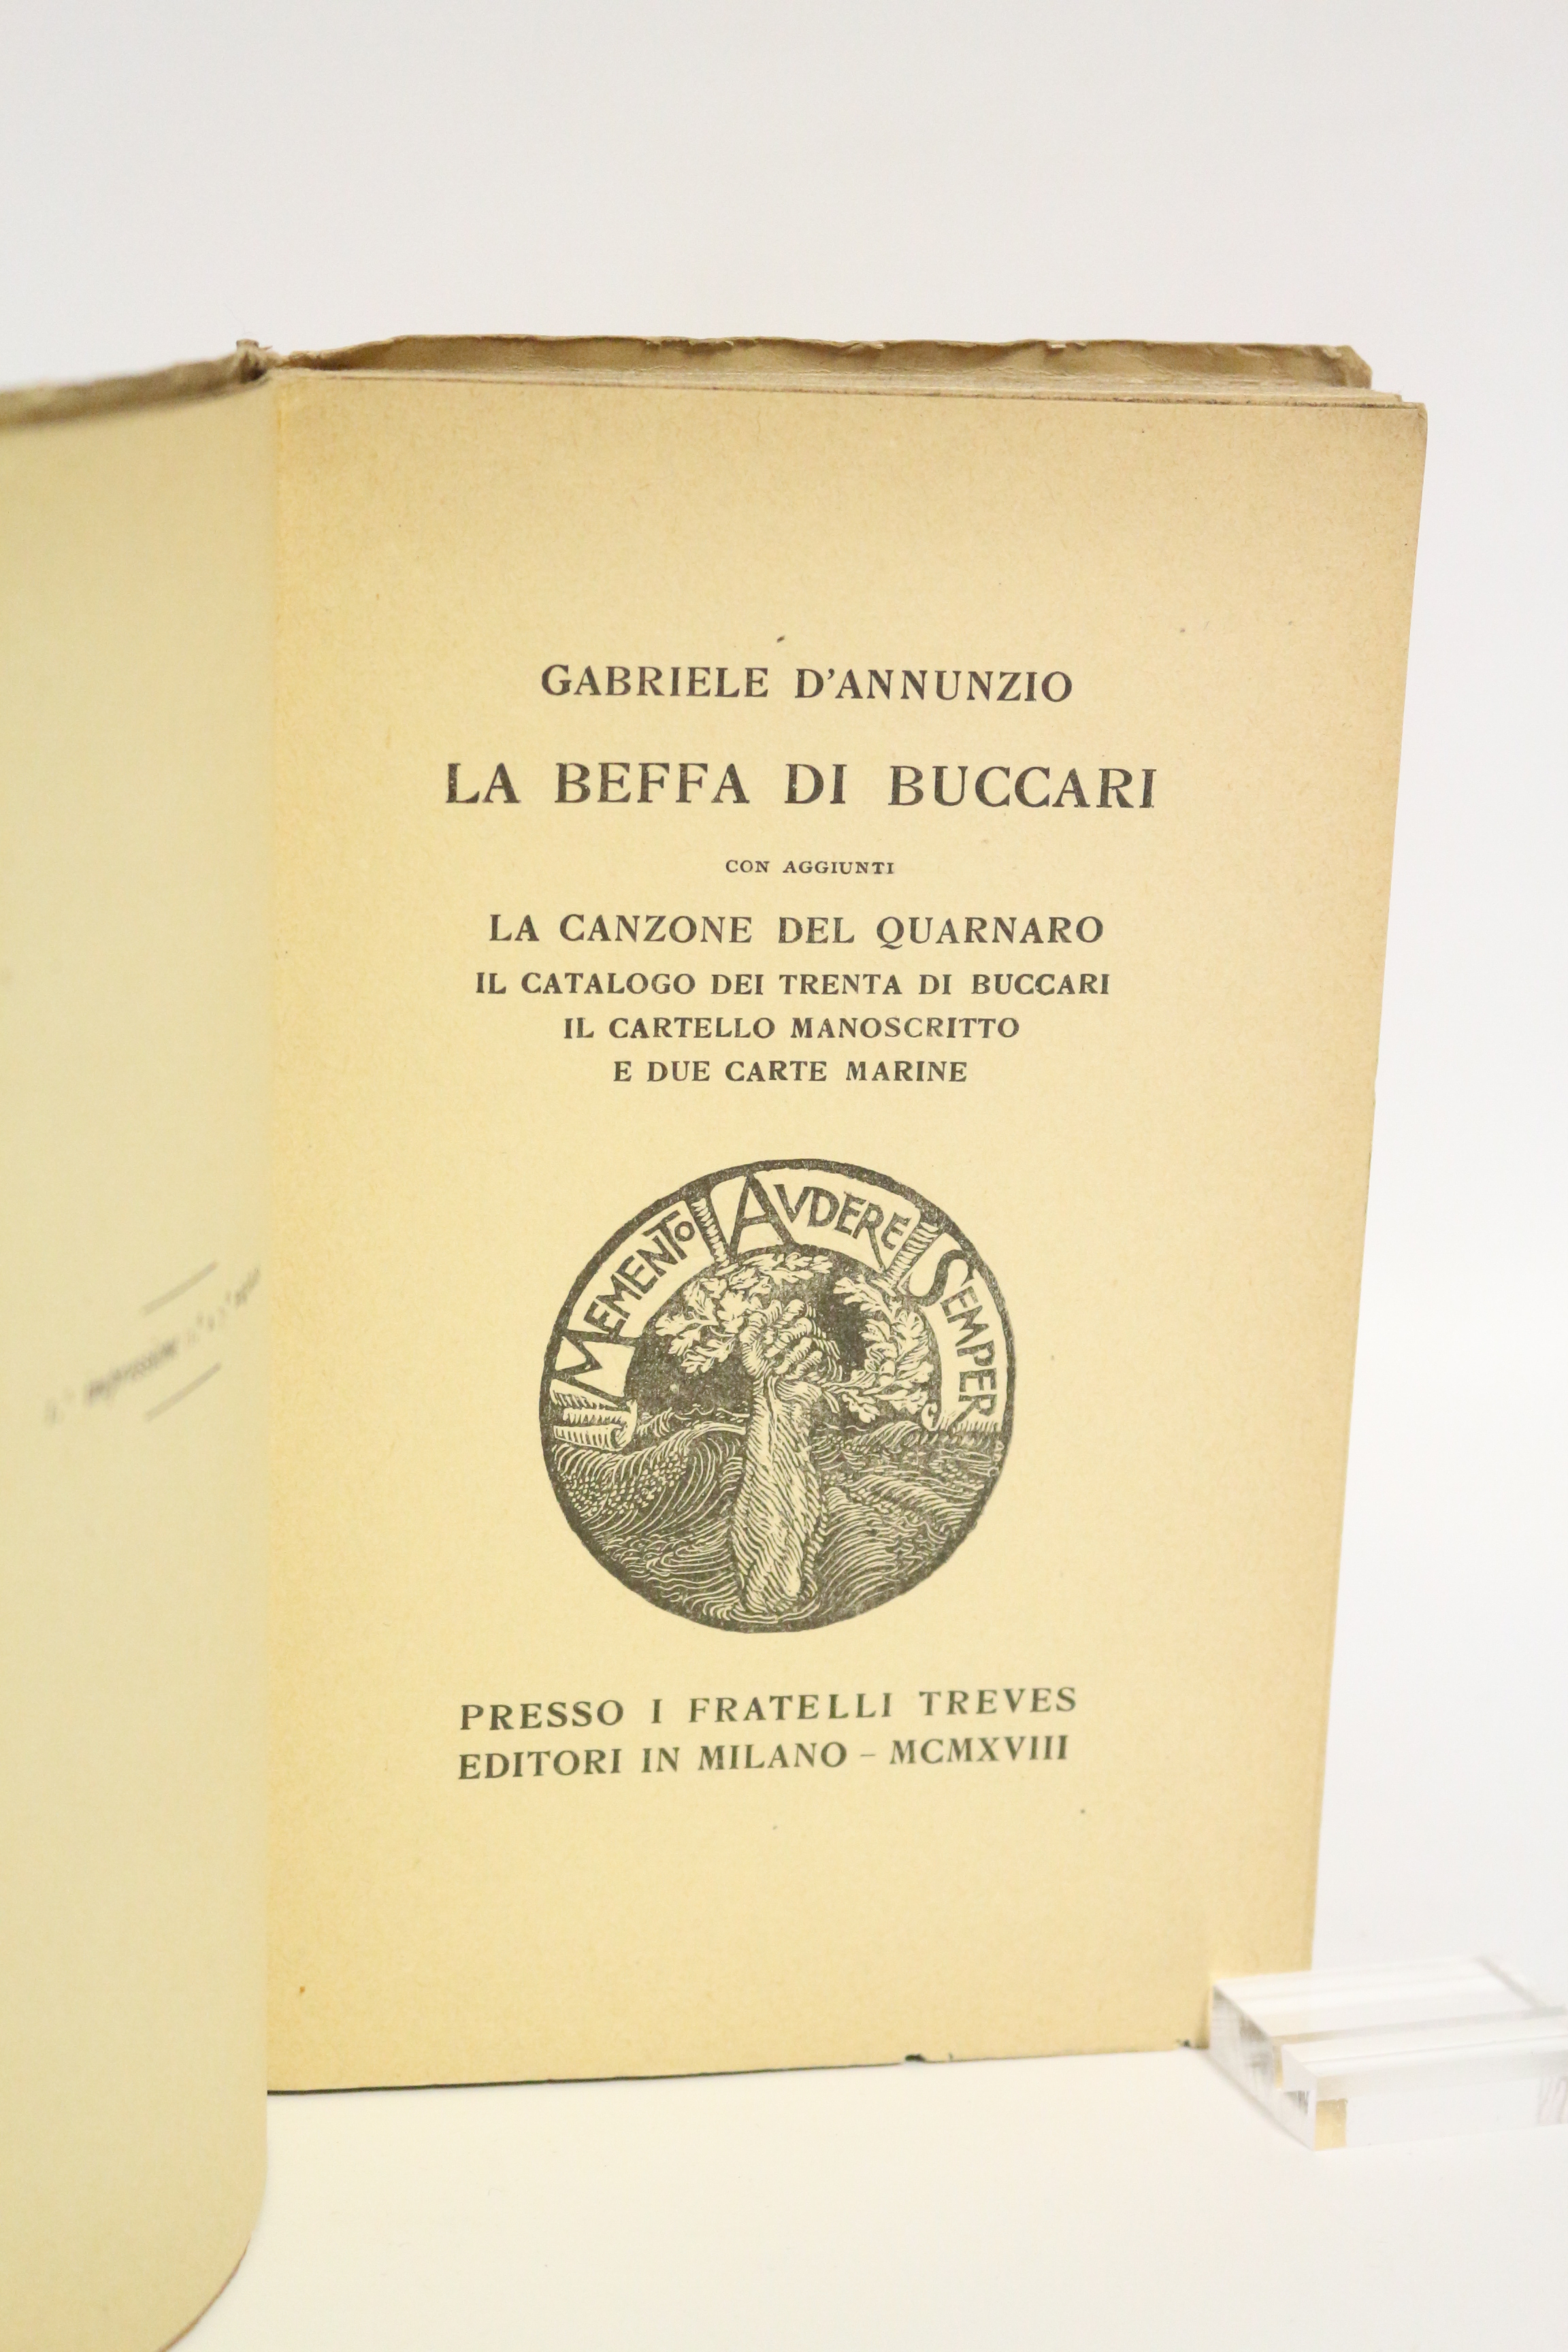 GABRIELE D'ANNUNZIO
LA BEFFA DI BUCCARI
CON AGGIUNTI
LA CANZONE DEL QUARNARO
IL CATALOGO DEI TRENTA DI BUCCARI
IL CARTELLO MANOSCRITTO
E DUE CARTE MARINE
MEMENTO AVDERE SEMPER
PRESSO I FRATELLI TREVES
EDITORI IN MILANO – MCMXVIII